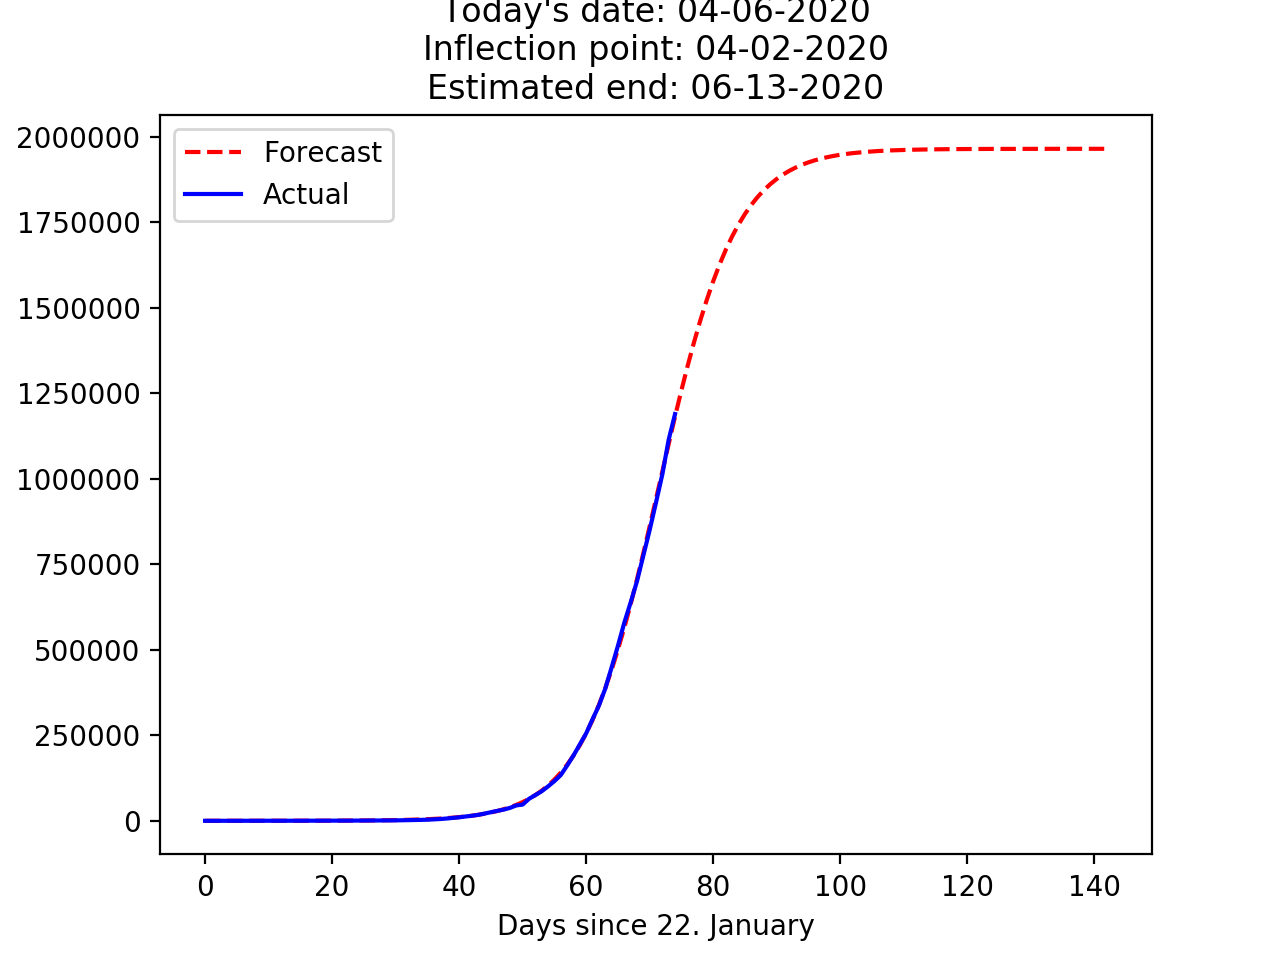 Today's date: 04-06-2020
Inflection point: 04-02-2020
Estimated end: 06-13-2020
2000000
1750000
1500000
1250000
1000000
750000
500000
250000
0
Forecast
Actual
0 20 40 60 80 100 120 140
Days since 22. January